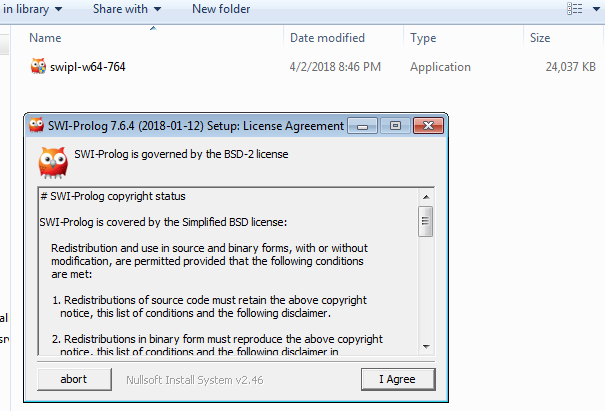 in library Share with New folder
Name Date modified Type Size
swipl-w64-764 4/2/2018 8:46 PM Application 24,037 KB
SWI-Prolog 7.6.4 (2018-01-12) Setup: License Agreement
SWI-Prolog is governed by the BSD-2 license
# SWI-Prolog copyright status
SWI-Prolog is covered by the Simplified BSD license:
Redistribution and use in source and binary forms, with or without
modification, are permitted provided that the following conditions
are met:
1. Redistributions of source code must retain the above copyright
notice, this list of conditions and the following disclaimer.
2. Redistributions in binary form must reproduce the above copyright
notice, this list of conditions and the following disclaimer in
abort Nullsoft Install System v2.46 I Agree